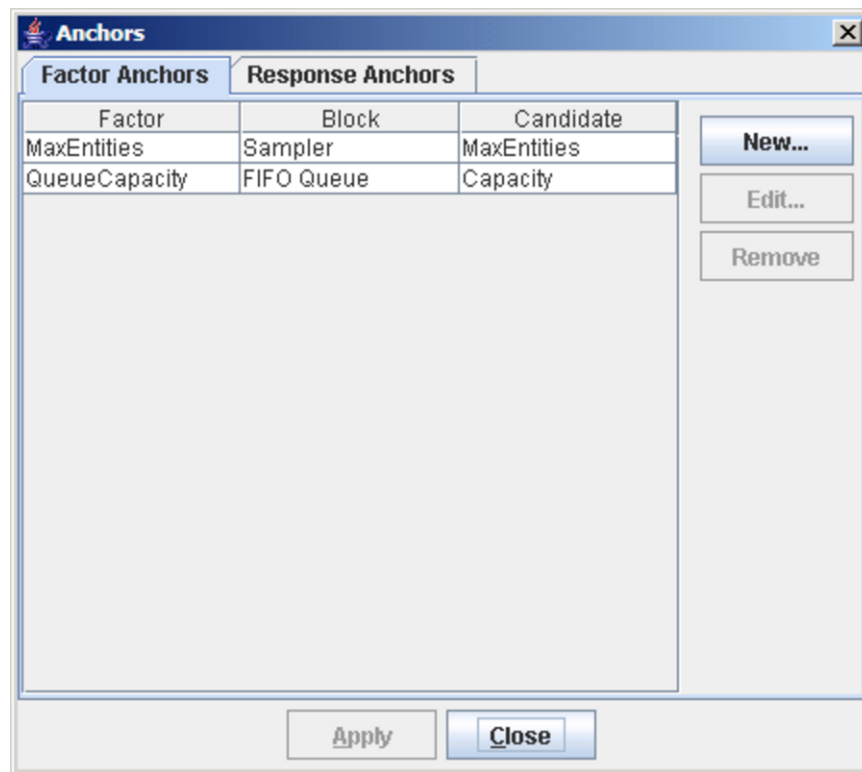 Anchors
Factor Anchors Response Anchors
Factor Block Candidate
MaxEntities Sampler MaxEntities
QueueCapacity FIFO Queue Capacity
New...
Edit...
Remove
Apply Close